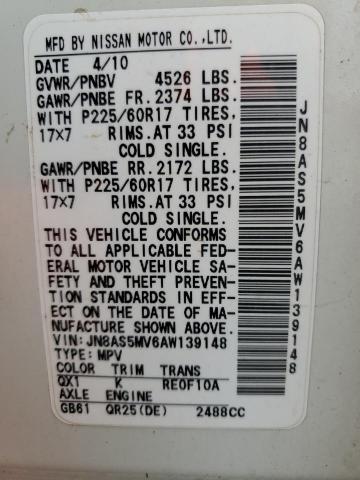 MFD BY NISSAN MOTOR CO.,LTD.
DATE 4/10
GVWR/PNBV 4526 LBS.
GAWR/PNBE FR. 2374 LBS.
WITH P225/60R17 TIRES,
17×7 RIMS.AT 33 PSI
COLD SINGLE.
GAWR/PNBE RR. 2172 LBS.
WITH P225/60R17 TIRES,
17×7 RIMS.AT 33 PSI
COLD SINGLE.
THIS VEHICLE CONFORMS
TO ALL APPLICABLE FED-
ERAL MOTOR VEHICLE SA-
FETY AND THEFT PREVEN-
TION STANDARDS IN EFF-
ECT ON THE DATE OF MA-
NUFACTURE SHOWN ABOVE.
VIN: JN8AS5MV6AW139148
TYPE: MPV
COLOR TRIM TRANS
QX1 K RE0F10A
AXLE ENGINE
GB61 QR25(DE) 2488CC
JN8AS5MV6AW139148